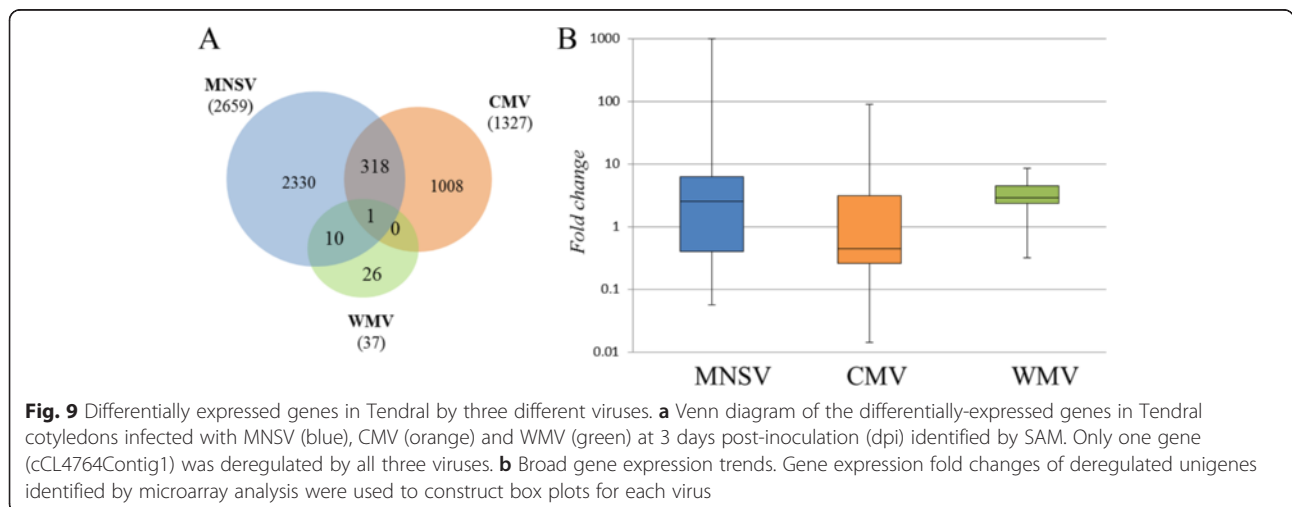 A
MNSV
(2659)
CMV
(1327)
2330
318
1008
1
10
0
26
WMV
(37)
B
Fold change
1000
100
10
1
0.1
0.01
MNSV CMV WMV
Fig. 9 Differentially expressed genes in Tendral by three different viruses. a Venn diagram of the differentially-expressed genes in Tendral
cotyledons infected with MNSV (blue), CMV (orange) and WMV (green) at 3 days post-inoculation (dpi) identified by SAM. Only one gene
(cCL4764Contig1) was deregulated by all three viruses. b Broad gene expression trends. Gene expression fold changes of deregulated unigenes
identified by microarray analysis were used to construct box plots for each virus